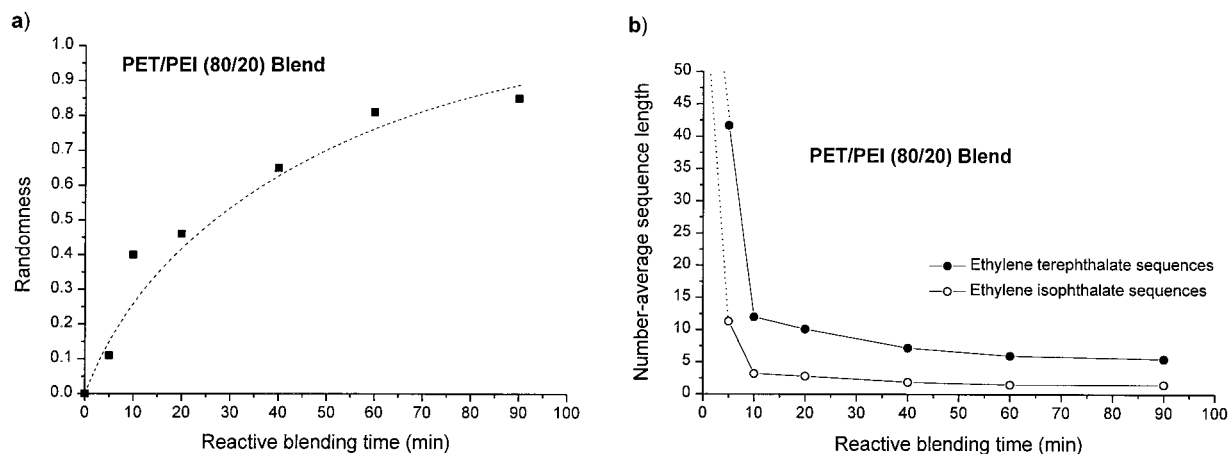 a)
PET/PEI (80/20) Blend
Randomness
1.0
0.9
0.8
0.7
0.6
0.5
0.4
0.3
0.2
0.1
0.0
0 10 20 30 40 50 60 70 80 90 100
Reactive blending time (min)
b)
PET/PEI (80/20) Blend
Number-average sequence length
50
45
40
35
30
25
20
15
10
5
0
Ethylene terephthalate sequences
Ethylene isophthalate sequences
0 10 20 30 40 50 60 70 80 90 100
Reactive blending time (min)